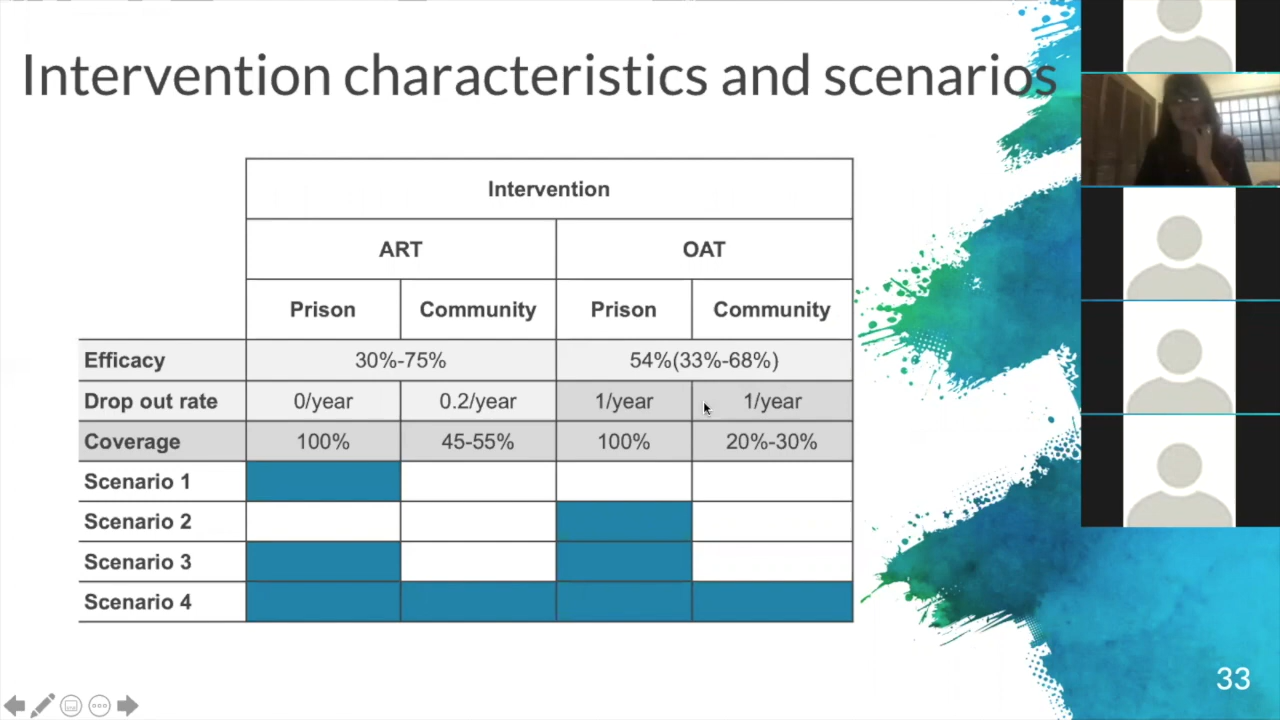 Intervention characteristics and scenarios
Intervention
ART OAT
Prison Community Prison Community
Efficacy 30%-75% 54%(33%-68%)
Drop out rate 0/year 0.2/year 1/year 1/year
Coverage 100% 45-55% 100% 20%-30%
Scenario 1
Scenario 2
Scenario 3
Scenario 4
33